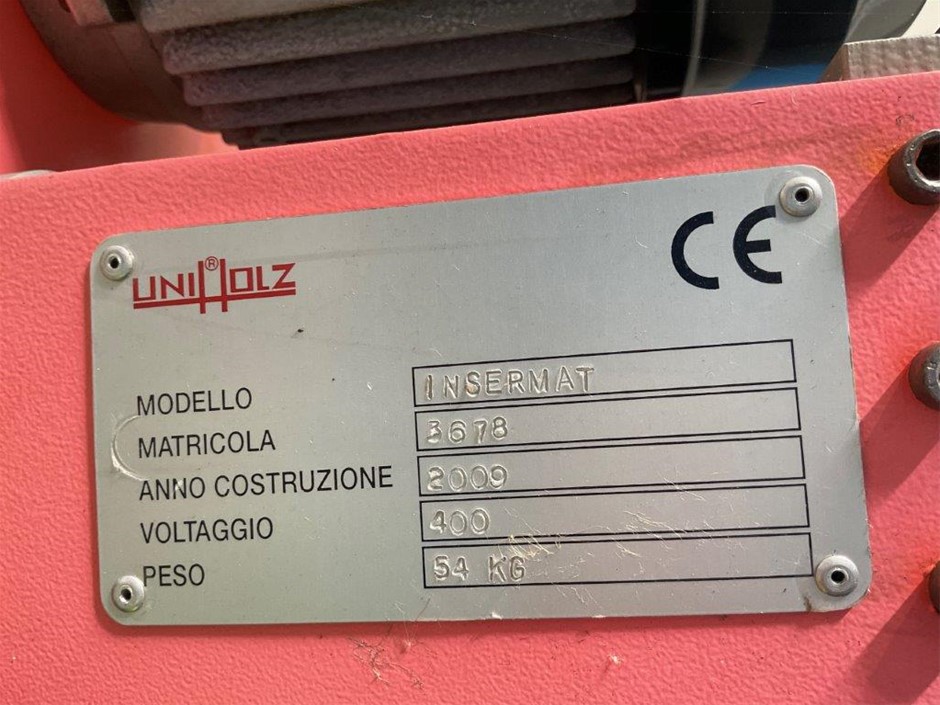 UNIHOLZ®
CE
MODELLO INSERMAT
MATRICOLA 3678
ANNO COSTRUZIONE 2009
VOLTAGGIO 400
PESO 54 KG